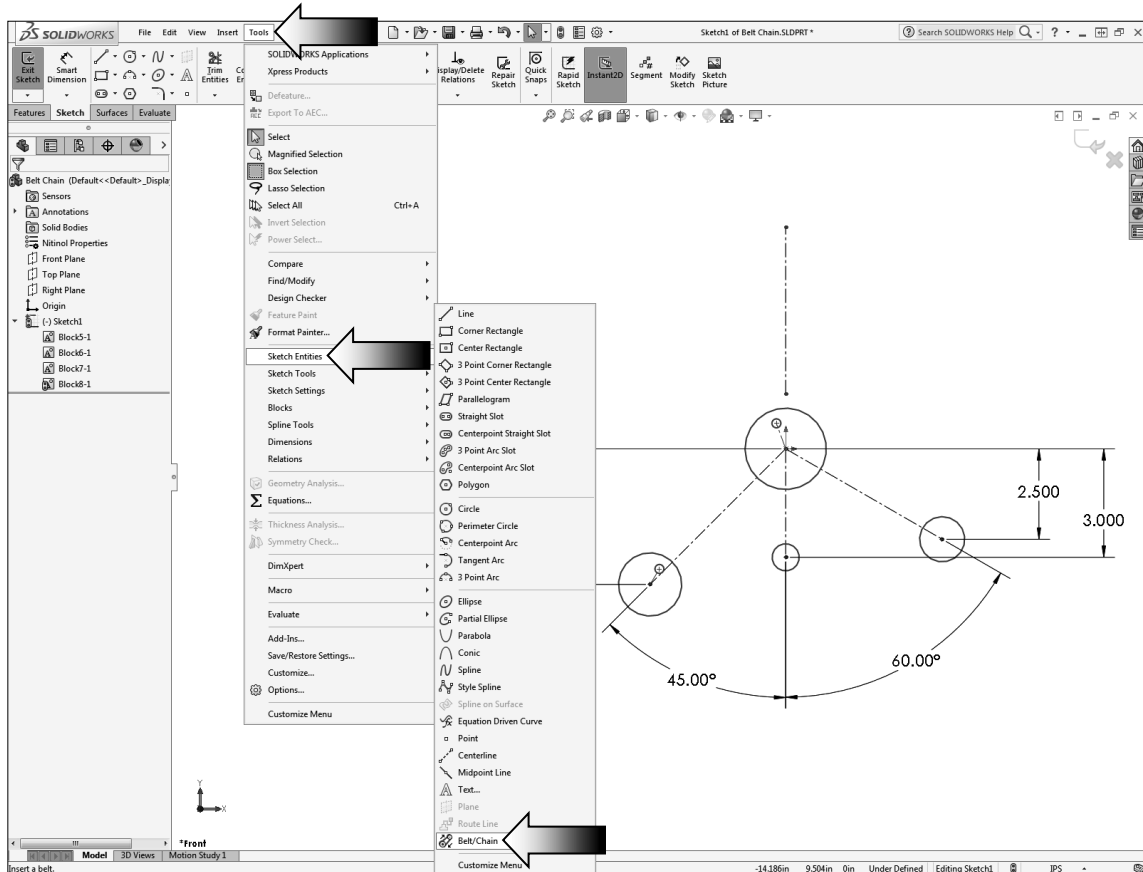 SOLIDWORKS File Edit View Insert Tools Sketch1 of Belt Chain.SLDPRT * Search SOLIDWORKS Help ?
Exit Sketch
Smart Dimension
Trim Entities
Display/Delete Relations
Repair Sketch
Quick Snaps
Rapid Sketch
Instant2D
Segment
Modify Sketch
Sketch Picture
Features Sketch Surfaces Evaluate
Belt Chain (Default<<Default>_Display
Sensors
Annotations
Solid Bodies
Nitinol Properties
Front Plane
Top Plane
Right Plane
Origin
(-) Sketch1
Block5-1
Block6-1
Block7-1
Block8-1
SOLIDWORKS Applications
Xpress Products
Defeature...
Export To AEC...
Select
Magnified Selection
Box Selection
Lasso Selection
Select All Ctrl+A
Invert Selection
Power Select...
Compare
Find/Modify
Design Checker
Feature Paint
Format Painter...
Sketch Entities
Sketch Tools
Sketch Settings
Blocks
Spline Tools
Dimensions
Relations
Geometry Analysis...
Equations...
Thickness Analysis...
Symmetry Check...
DimXpert
Macro
Evaluate
Add-Ins...
Save/Restore Settings...
Customize...
Options...
Customize Menu
Line
Corner Rectangle
Center Rectangle
3 Point Corner Rectangle
3 Point Center Rectangle
Parallelogram
Straight Slot
Centerpoint Straight Slot
3 Point Arc Slot
Centerpoint Arc Slot
Polygon
Circle
Perimeter Circle
Centerpoint Arc
Tangent Arc
3 Point Arc
Ellipse
Partial Ellipse
Parabola
Conic
Spline
Style Spline
Spline on Surface
Equation Driven Curve
Point
Centerline
Midpoint Line
Text...
Plane
Route Line
Belt/Chain
Customize Menu
2.500
3.000
45.00°
60.00°
Y
X
*Front
Model 3D Views Motion Study 1
Insert a belt. -14.186in 9.504in 0in Under Defined Editing Sketch1 IPS